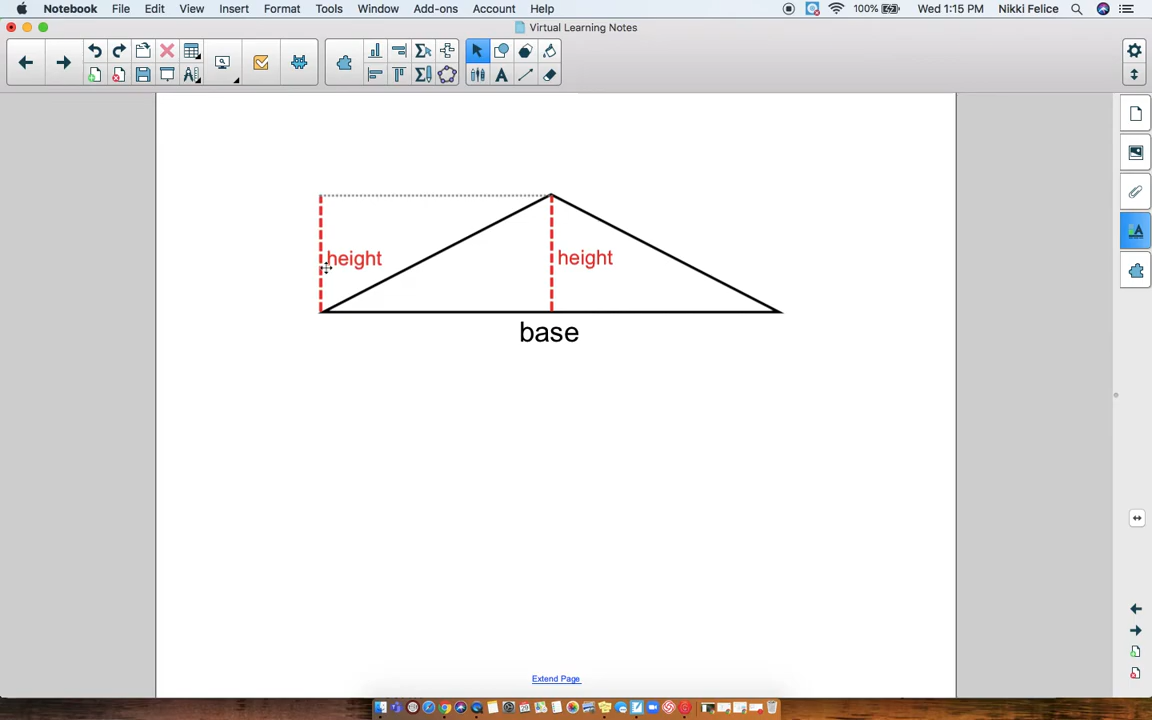 Notebook File Edit View Insert Format Tools Window Add-ons Account Help 100% Wed 1:15 PM Nikki Felice
Virtual Learning Notes
height height
base
Extend Page